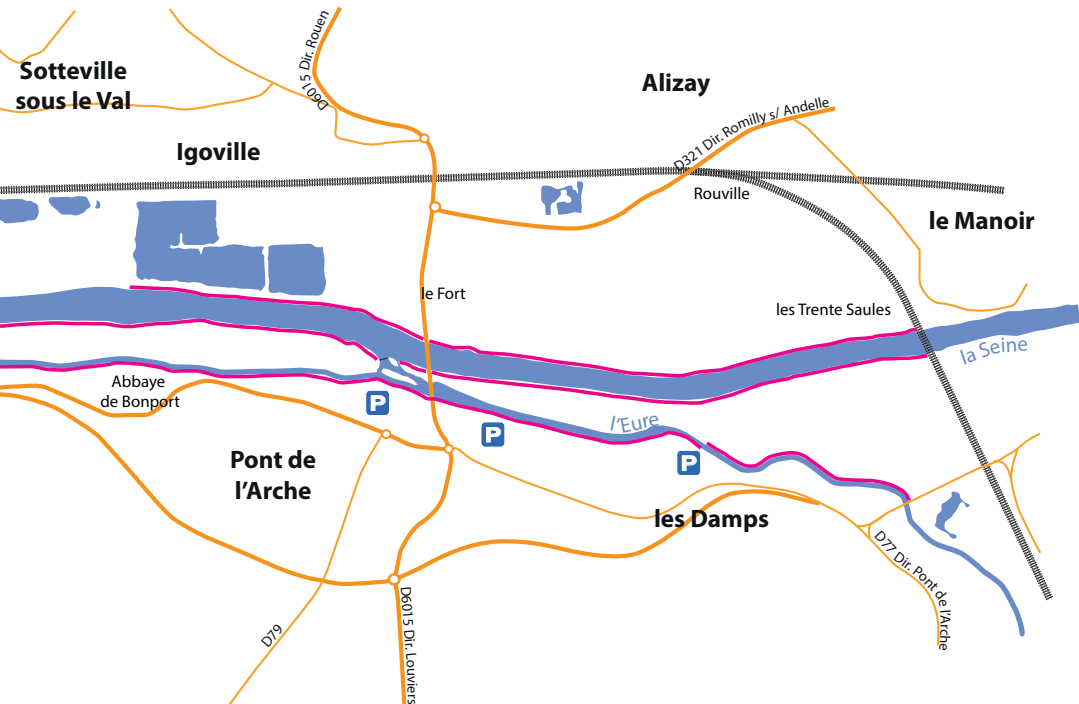 D6015 Dir. Rouen
Sotteville
sous le Val
Alizay
D321 Dir. Romilly s/ Andelle
Igoville
Rouville
le Manoir
le Fort
les Trente Saules
la Seine
Abbaye
de Bonport
P
P
l'Eure
P
Pont de
l'Arche
les Damps
D77 Dir. Pont de l'Arche
D79
D6015 Dir. Louviers